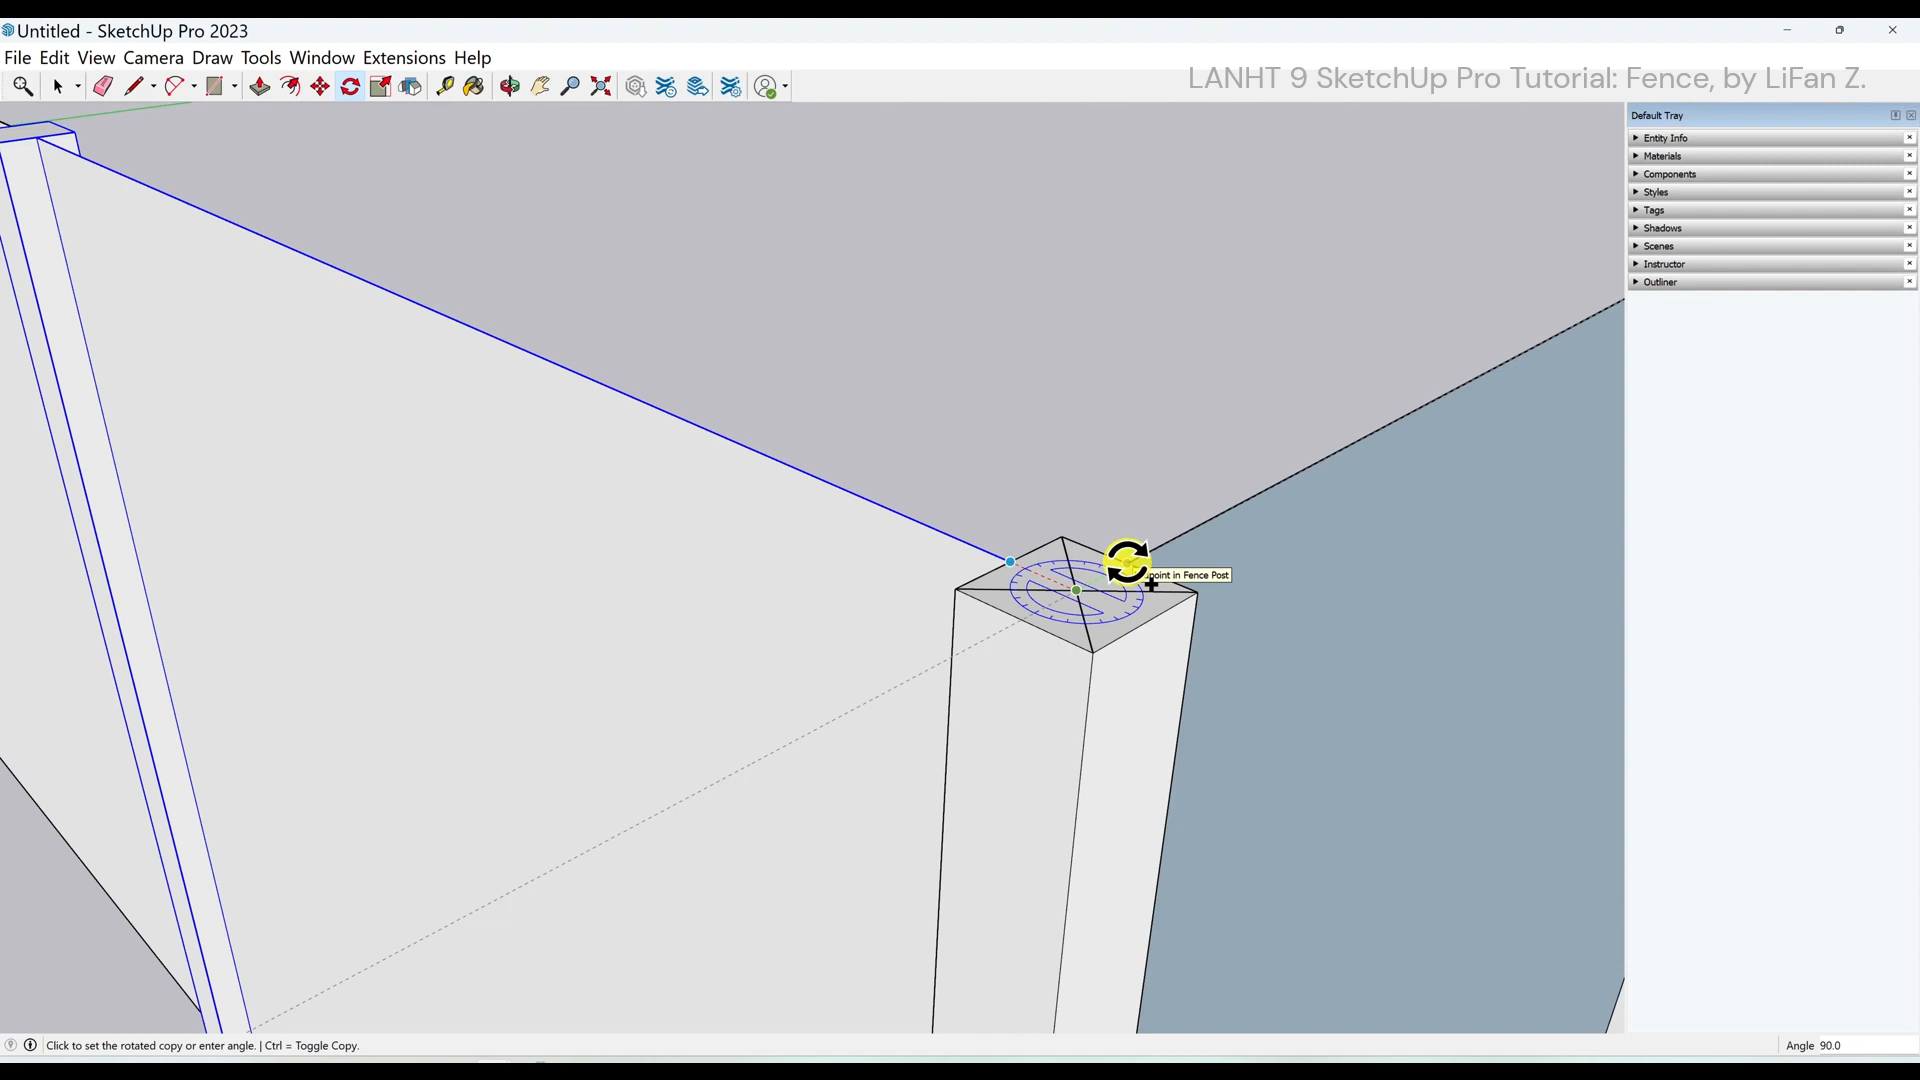 Untitled - SketchUp Pro 2023
File Edit View Camera Draw Tools Window Extensions Help
LANHT 9 SketchUp Pro Tutorial: Fence, by LiFan Z.
Default Tray
Entity Info
Materials
Components
Styles
Tags
Shadows
Scenes
Instructor
Outliner
point in Fence Post
Click to set the rotated copy or enter angle. | Ctrl = Toggle Copy.
Angle 90.0